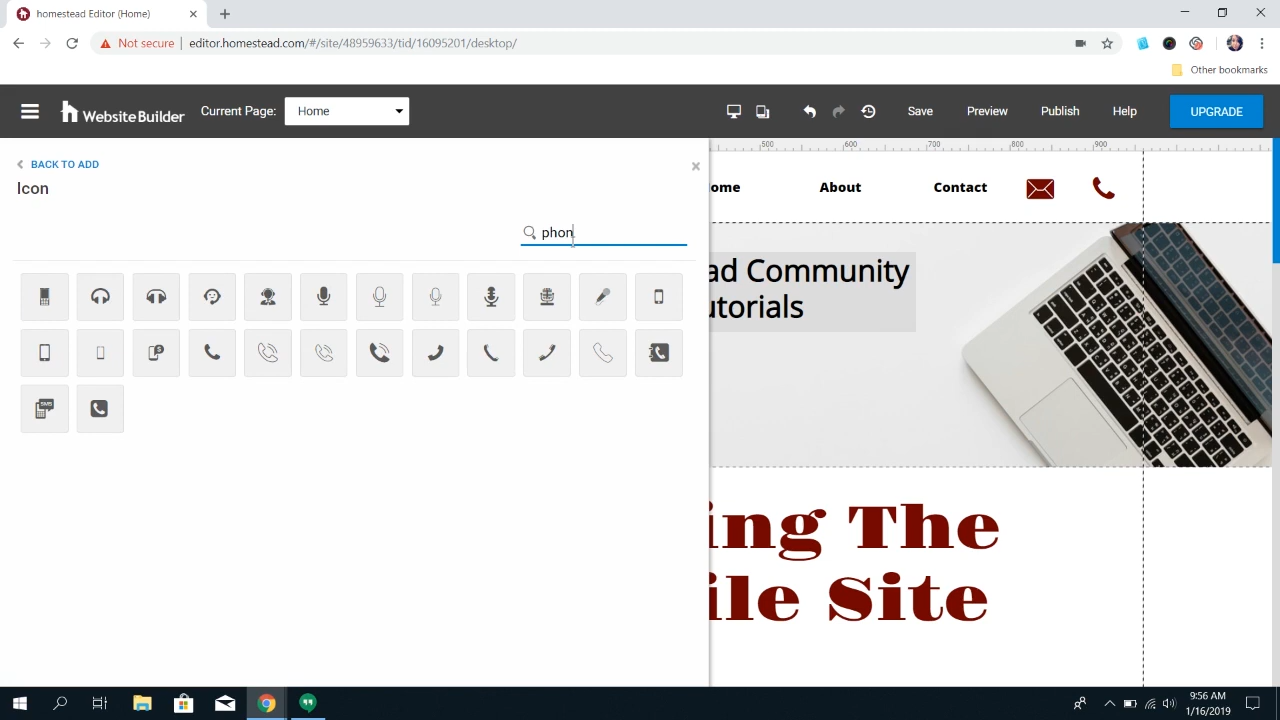 homestead Editor (Home)
Not secure | editor.homestead.com/#/site/48959633/tid/16095201/desktop/
Other bookmarks
WebsiteBuilder Current Page: Home Save Preview Publish Help UPGRADE
BACK TO ADD
Icon
phon
500 600 700 800 900
ome About Contact
ad Community
utorials
SMS
ing The
ile Site
9:56 AM
1/16/2019